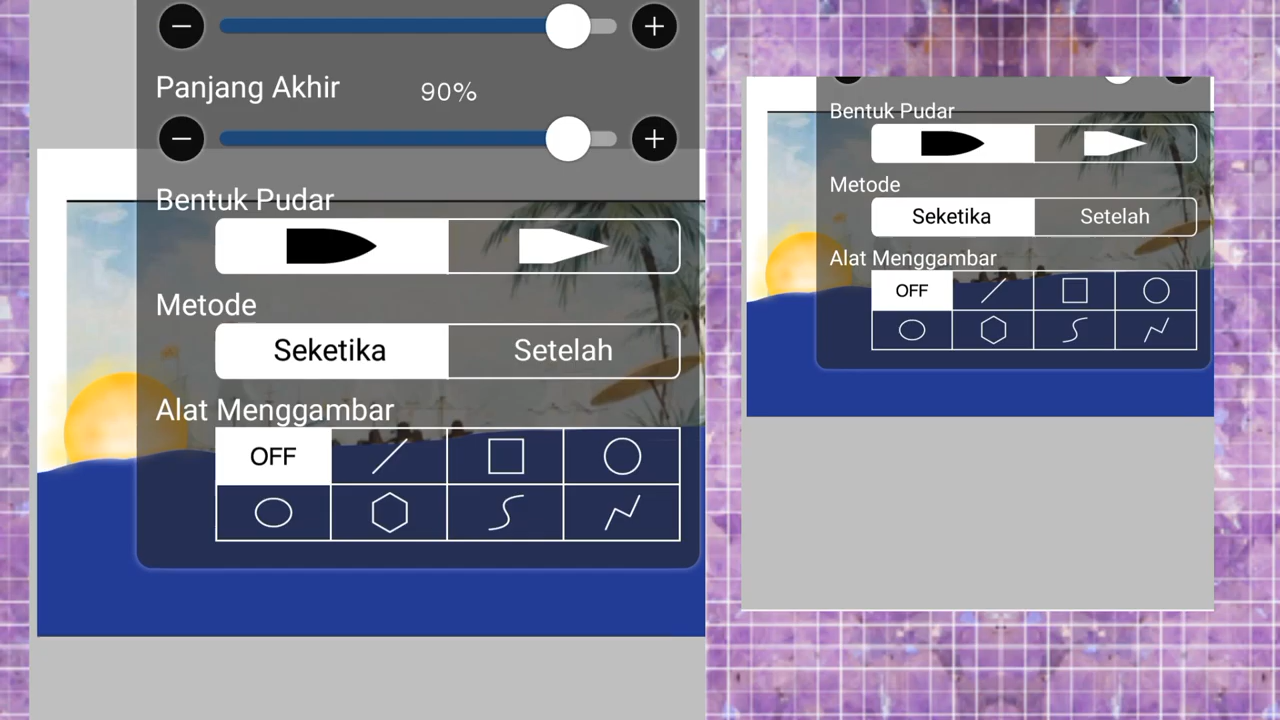 Panjang Akhir 90%
Bentuk Pudar
Metode
Seketika Setelah
Alat Menggambar
OFF
Bentuk Pudar
Metode
Seketika Setelah
Alat Menggambar
OFF